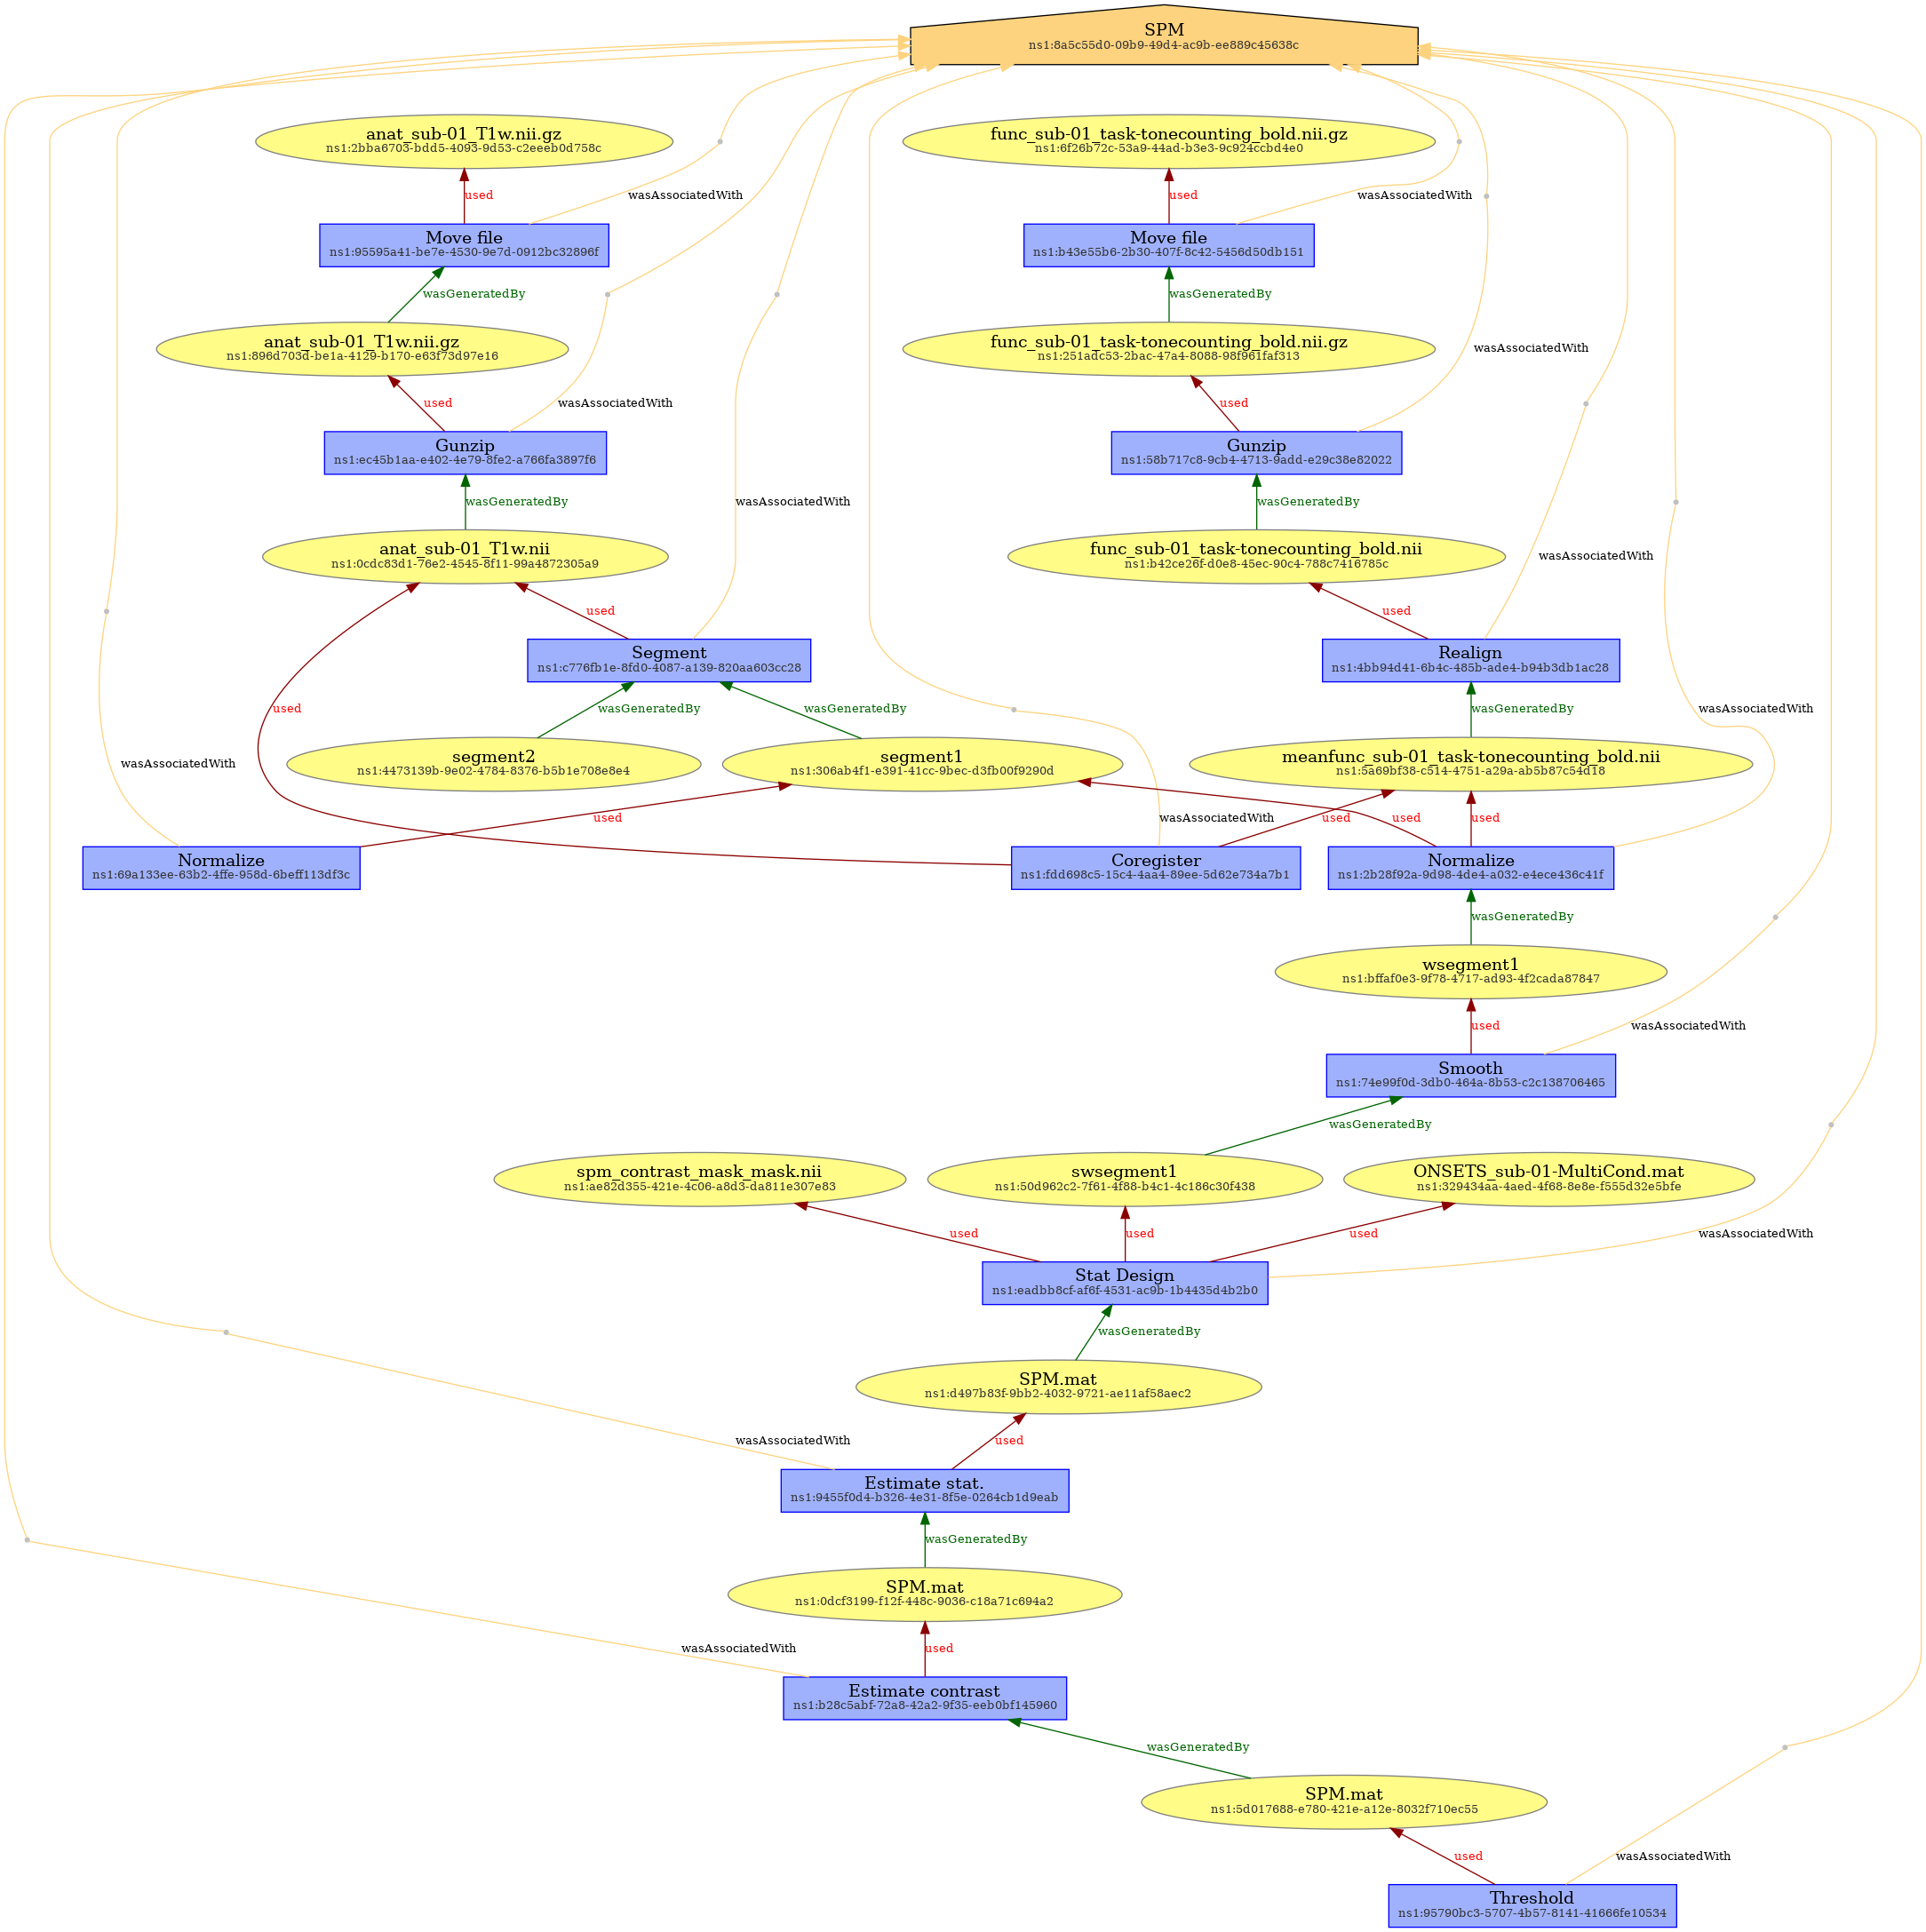 SPM
ns1:8a5c55d0-09b9-49d4-ac9b-ee889c45638c
anat_sub-01_T1w.nii.gz
ns1:2bba6703-bdd5-4093-9d53-c2eeeb0d758c
func_sub-01_task-tonecounting_bold.nii.gz
ns1:6f26b72c-53a9-44ad-b3e3-9c924ccbd4e0
used
wasAssociatedWith
used
wasAssociatedWith
Move file
ns1:95595a41-be7e-4530-9e7d-0912bc32896f
Move file
ns1:b43e55b6-2b30-407f-8c42-5456d50db151
wasGeneratedBy
wasGeneratedBy
anat_sub-01_T1w.nii.gz
ns1:896d703d-be1a-4129-b170-e63f73d97e16
func_sub-01_task-tonecounting_bold.nii.gz
ns1:251adc53-2bac-47a4-8088-98f961faf313
wasAssociatedWith
used
wasAssociatedWith
used
Gunzip
ns1:ec45b1aa-e402-4e79-8fe2-a766fa3897f6
Gunzip
ns1:58b717c8-9cb4-4713-9add-e29c38e82022
wasGeneratedBy
wasAssociatedWith
wasGeneratedBy
anat_sub-01_T1w.nii
ns1:0cdc83d1-76e2-4545-8f11-99a4872305a9
func_sub-01_task-tonecounting_bold.nii
ns1:b42ce26f-d0e8-45ec-90c4-788c7416785c
wasAssociatedWith
used
used
Segment
ns1:c776fb1e-8fd0-4087-a139-820aa603cc28
Realign
ns1:4bb94d41-6b4c-485b-ade4-b94b3db1ac28
used
wasGeneratedBy
wasGeneratedBy
wasGeneratedBy
wasAssociatedWith
wasAssociatedWith
segment2
ns1:4473139b-9e02-4784-8376-b5b1e708e8e4
segment1
ns1:306ab4f1-e391-41cc-9bec-d3fb00f9290d
meanfunc_sub-01_task-tonecounting_bold.nii
ns1:5a69bf38-c514-4751-a29a-ab5b87c54d18
used
wasAssociatedWith
used
used
used
Normalize
ns1:69a133ee-63b2-4ffe-958d-6beff113df3c
Coregister
ns1:fdd698c5-15c4-4aa4-89ee-5d62e734a7b1
Normalize
ns1:2b28f92a-9d98-4de4-a032-e4ece436c41f
wasGeneratedBy
wsegment1
ns1:bffaf0e3-9f78-4717-ad93-4f2cada87847
used
wasAssociatedWith
Smooth
ns1:74e99f0d-3db0-464a-8b53-c2c138706465
wasGeneratedBy
spm_contrast_mask_mask.nii
ns1:ae82d355-421e-4c06-a8d3-da811e307e83
swsegment1
ns1:50d962c2-7f61-4f88-b4c1-4c186c30f438
ONSETS_sub-01-MultiCond.mat
ns1:329434aa-4aed-4f68-8e8e-f555d32e5bfe
used
used
used
wasAssociatedWith
Stat Design
ns1:eadbb8cf-af6f-4531-ac9b-1b4435d4b2b0
wasGeneratedBy
SPM.mat
ns1:d497b83f-9bb2-4032-9721-ae11af58aec2
wasAssociatedWith
used
Estimate stat.
ns1:9455f0d4-b326-4e31-8f5e-0264cb1d9eab
wasGeneratedBy
SPM.mat
ns1:0dcf3199-f12f-448c-9036-c18a71c694a2
wasAssociatedWith
used
Estimate contrast
ns1:b28c5abf-72a8-42a2-9f35-eeb0bf145960
wasGeneratedBy
SPM.mat
ns1:5d017688-e780-421e-a12e-8032f710ec55
used
wasAssociatedWith
Threshold
ns1:95790bc3-5707-4b57-8141-41666fe10534